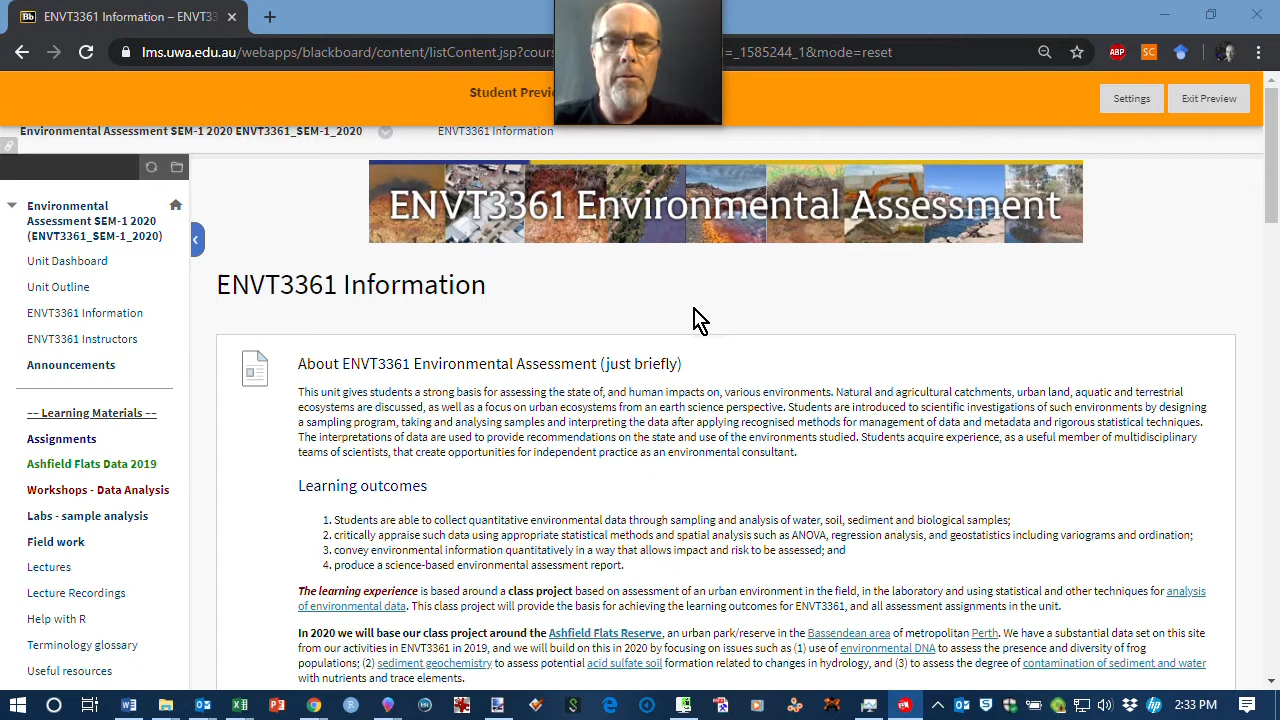 ENVT3361 Information – ENVT3
lms.uwa.edu.au/webapps/blackboard/content/listContent.jsp?cour
l=_1585244_1&mode=reset
Student Previe
Settings
Exit Preview
Environmental Assessment SEM-1 2020 ENVT3361_SEM-1_2020
ENVT3361 Information
Environmental
Assessment SEM-1 2020
(ENVT3361_SEM-1_2020)
Unit Dashboard
Unit Outline
ENVT3361 Information
ENVT3361 Instructors
Announcements
-- Learning Materials --
Assignments
Ashfield Flats Data 2019
Workshops - Data Analysis
Labs - sample analysis
Field work
Lectures
Lecture Recordings
Help with R
Terminology glossary
Useful resources
ENVT3361 Environmental Assessment
ENVT3361 Information
About ENVT3361 Environmental Assessment (just briefly)
This unit gives students a strong basis for assessing the state of, and human impacts on, various environments. Natural and agricultural catchments, urban land, aquatic and terrestrial
ecosystems are discussed, as well as a focus on urban ecosystems from an earth science perspective. Students are introduced to scientific investigations of such environments by designing
a sampling program, taking and analysing samples and interpreting the data after applying recognised methods for management of data and metadata and rigorous statistical techniques.
The interpretations of data are used to provide recommendations on the state and use of the environments studied. Students acquire experience, as a useful member of multidisciplinary
teams of scientists, that create opportunities for independent practice as an environmental consultant.
Learning outcomes
1. Students are able to collect quantitative environmental data through sampling and analysis of water, soil, sediment and biological samples;
2. critically appraise such data using appropriate statistical methods and spatial analysis such as ANOVA, regression analysis, and geostatistics including variograms and ordination;
3. convey environmental information quantitatively in a way that allows impact and risk to be assessed; and
4. produce a science-based environmental assessment report.
The learning experience is based around a class project based on assessment of an urban environment in the field, in the laboratory and using statistical and other techniques for analysis
of environmental data. This class project will provide the basis for achieving the learning outcomes for ENVT3361, and all assessment assignments in the unit.
In 2020 we will base our class project around the Ashfield Flats Reserve, an urban park/reserve in the Bassendean area of metropolitan Perth. We have a substantial data set on this site
from our activities in ENVT3361 in 2019, and we will build on this in 2020 by focusing on issues such as (1) use of environmental DNA to assess the presence and diversity of frog
populations; (2) sediment geochemistry to assess potential acid sulfate soil formation related to changes in hydrology, and (3) to assess the degree of contamination of sediment and water
with nutrients and trace elements.
2:33 PM